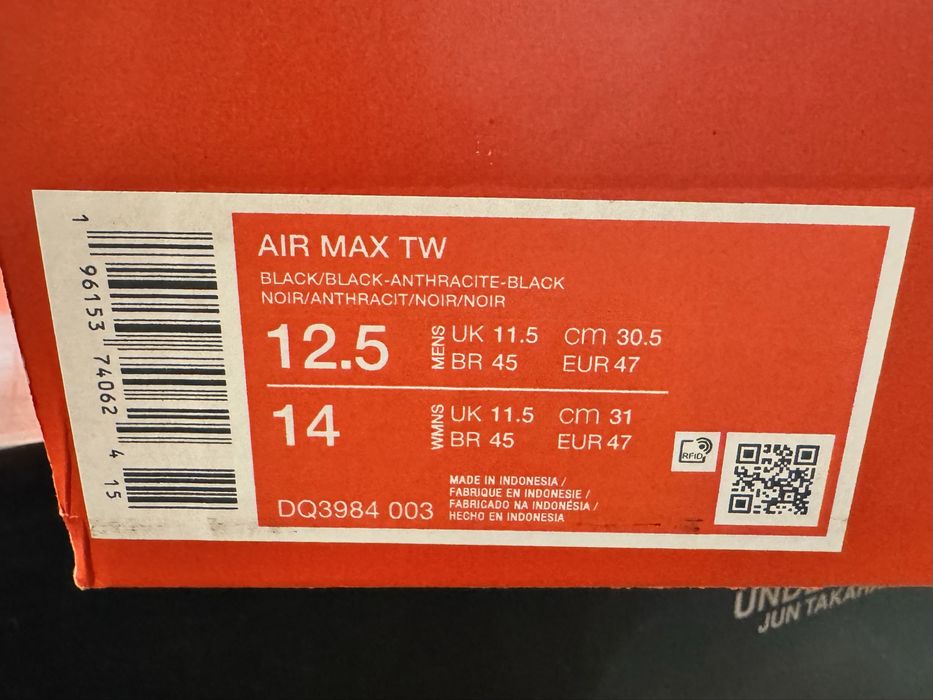 1 96153 74062 4 15
AIR MAX TW
BLACK/BLACK-ANTHRACITE-BLACK
NOIR/ANTHRACIT/NOIR/NOIR
12.5 MENS UK 11.5 cm 30.5
BR 45 EUR 47
14 WMNS UK 11.5 cm 31
BR 45 EUR 47
RFID
DQ3984 003
MADE IN INDONESIA /
FABRIQUE EN INDONESIE /
FABRICADO NA INDONÉSIA /
HECHO EN INDONESIA
JUN